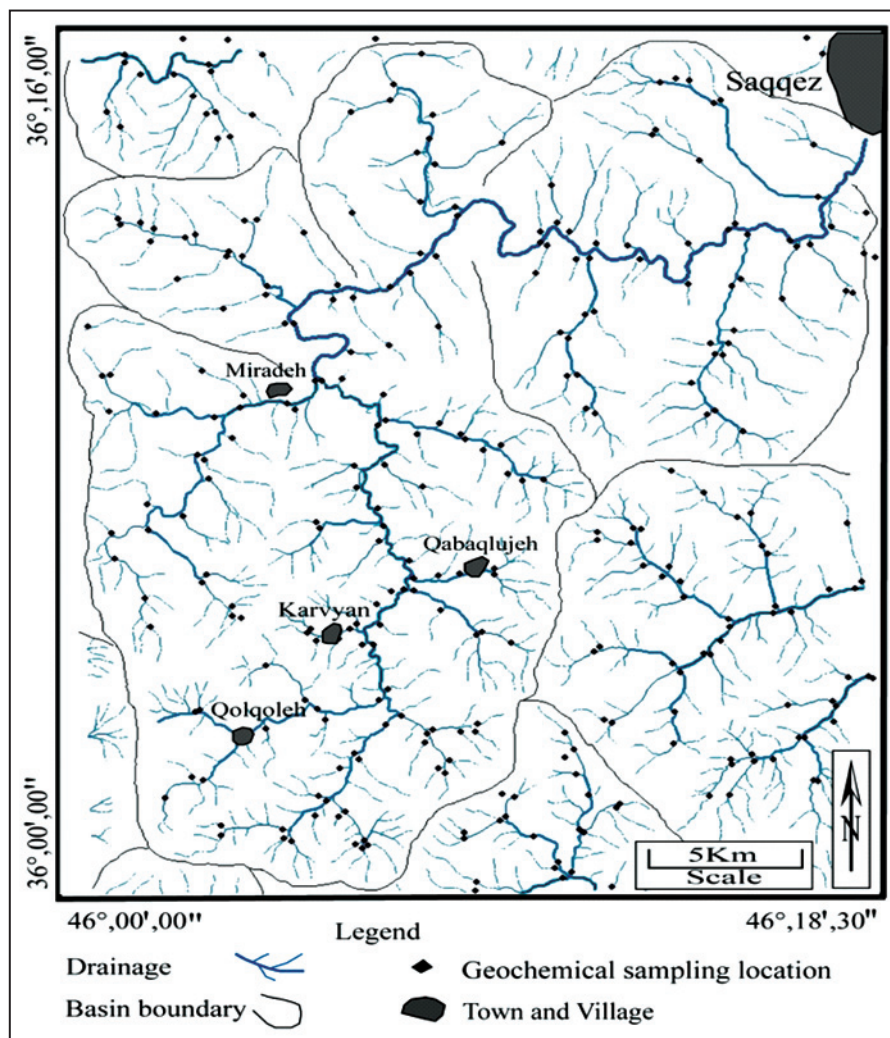 36°,16',00"
Saqqez
Miradeh
Qabaqlujeh
Karvyan
Qolqoleh
36°,00',00"
N
5Km
Scale
46°,00',00"
46°,18',30"
Legend
Drainage
Geochemical sampling location
Basin boundary
Town and Village